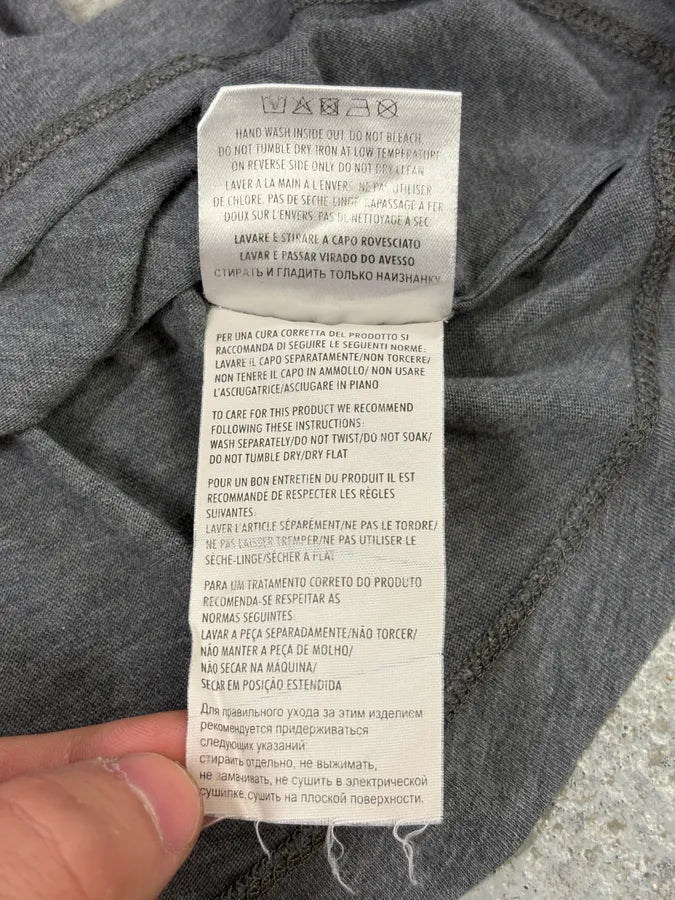 HAND WASH INSIDE OUT. DO NOT BLEACH
DO NOT TUMBLE DRY IRON AT LOW TEMPERATURE
ON REVERSE SIDE ONLY DO NOT DRY CLEAN
LAVER A LA MAIN À L'ENVERS, NE PAS UTILISER
DE CHLORE, PAS DE SECHE-LINGE, RAPASSAGE A FER
DOUX SUR L'ENVERS, PAS DE NETTOYAGE A SEC
LAVARE E STIRARE A CAPO ROVESCIATO
LAVAR E PASSAR VIRADO DO AVESSO
СТИРАТЬ И ГЛАДИТЬ ТОЛЬКО НАИЗНАНКУ
PER UNA CURA CORRETTA DEL PRODOTTO SI
RACCOMANDA DI SEGUIRE LE SEGUENTI NORME:
LAVARE IL CAPO SEPARATAMENTE/NON TORCERE/
NON TENERE IL CAPO IN AMMOLLO/ NON USARE
L'ASCIUGATRICE/ASCIUGARE IN PIANO
TO CARE FOR THIS PRODUCT WE RECOMMEND
FOLLOWING THESE INSTRUCTIONS:
WASH SEPARATELY/DO NOT TWIST/DO NOT SOAK/
DO NOT TUMBLE DRY/DRY FLAT
POUR UN BON ENTRETIEN DU PRODUIT IL EST
RECOMMANDE DE RESPECTER LES RÈGLES
SUIVANTES:
LAVER L'ARTICLE SÉPARÉMENT/NE PAS LE TORDRE/
NE PAS LAISSER TREMPER/NE PAS UTILISER LE
SÈCHE-LINGE/SÉCHER A PLAT
PARA UM TRATAMENTO CORRETO DO PRODUTO
RECOMENDA-SE RESPEITAR AS
NORMAS SEGUINTES:
LAVAR A PEÇA SEPARADAMENTE/NÃO TORCER/
NÃO MANTER A PEÇA DE MOLHO/
NÃO SECAR NA MÁQUINA/
SECAR EM POSIÇÃO ESTENDIDA
Для правильного ухода за этим изделием
рекомендуется придерживаться
следующих указаний:
стираить отдельно, не выжимать,
не замачивать, не сушить в электрической
сушилке,сушить на плоской поверхности.